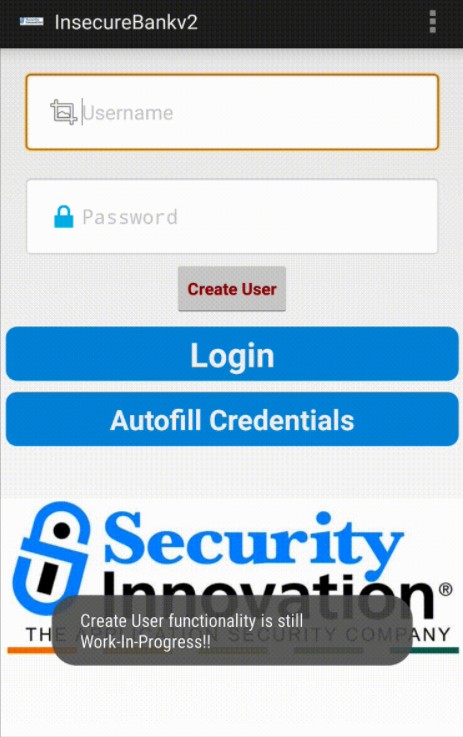 InsecureBankv2
Username
Password
Create User
Login
Autofill Credentials
Security
Innovation®
THE APPLICATION SECURITY COMPANY
Create User functionality is still
Work-In-Progress!!